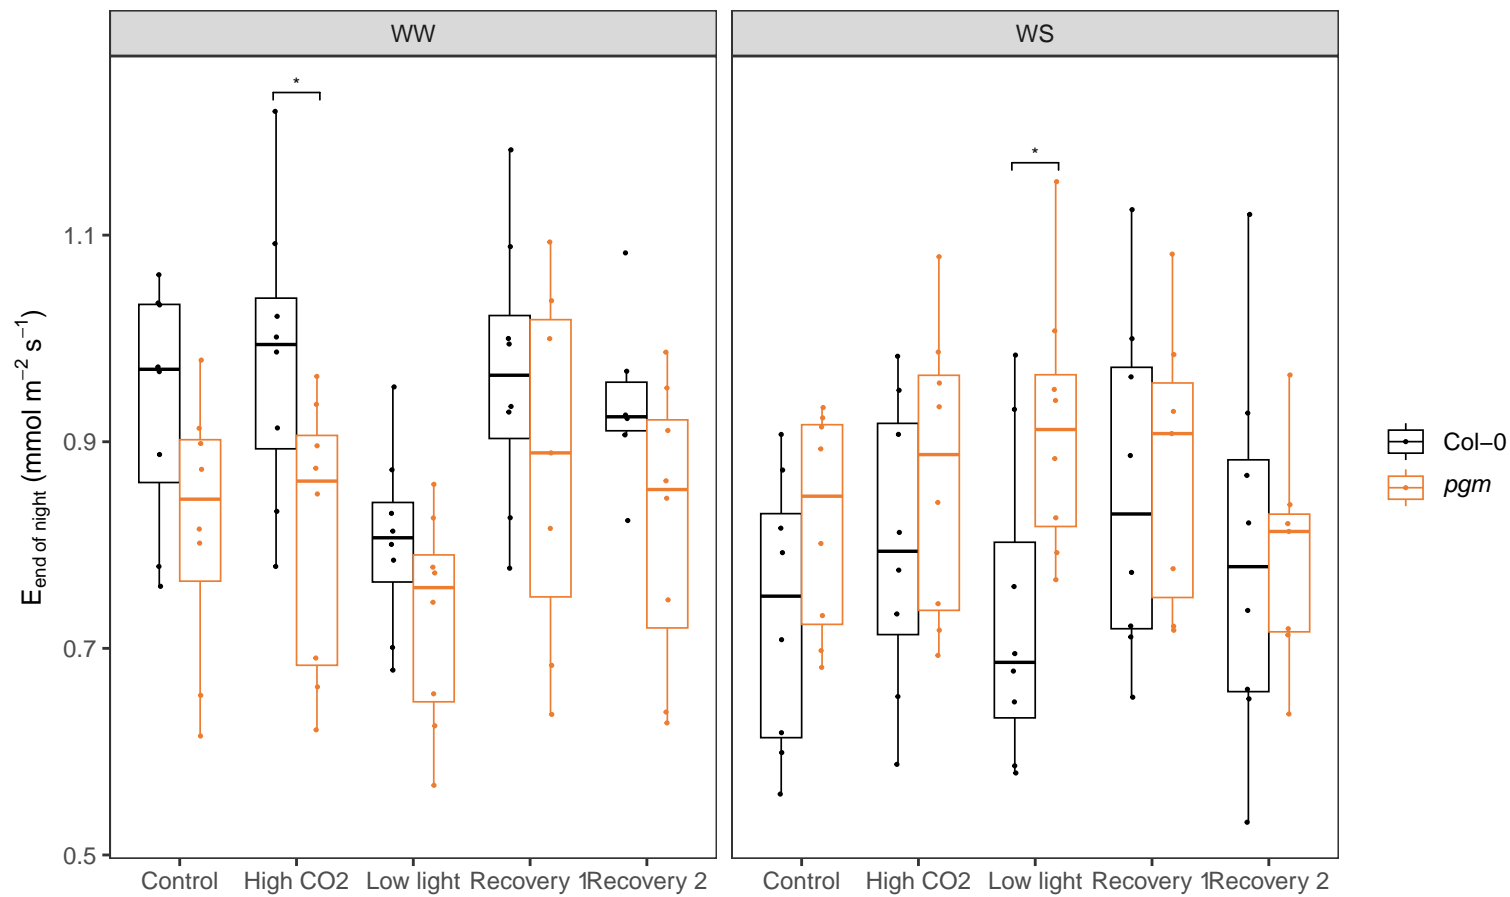 WW
WS
*
*
1.1
0.9
0.7
0.5
E_end of night (mmol m⁻² s⁻¹)
Control High CO2 Low light Recovery 1 Recovery 2
Control High CO2 Low light Recovery 1 Recovery 2
Col−0
pgm